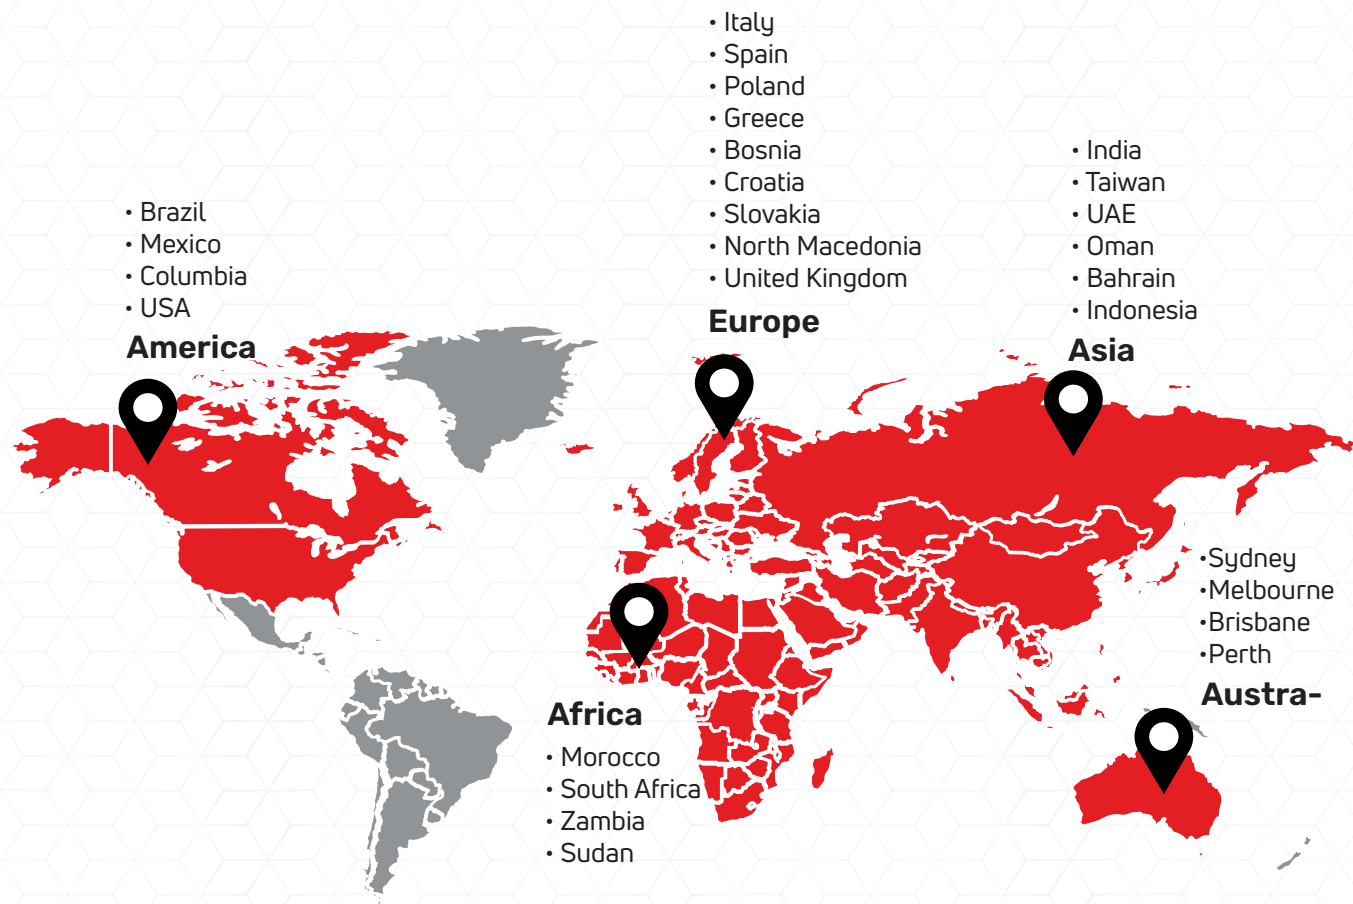 • Italy
• Spain
• Poland
• Greece
• Bosnia
• Croatia
• Slovakia
• North Macedonia
• United Kingdom
Europe
• India
• Taiwan
• UAE
• Oman
• Bahrain
• Indonesia
Asia
• Brazil
• Mexico
• Columbia
• USA
America
•Sydney
•Melbourne
•Brisbane
•Perth
Austra-
Africa
• Morocco
• South Africa
• Zambia
• Sudan